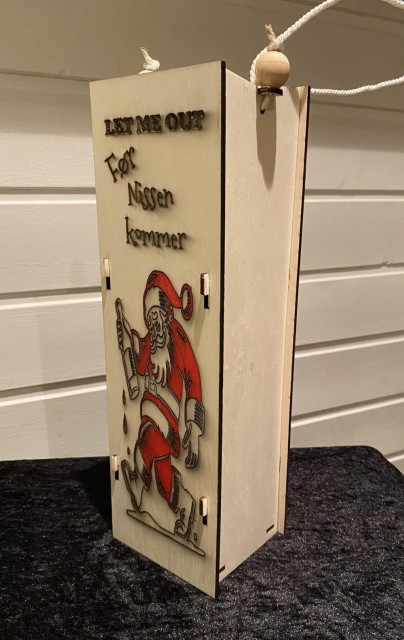 LET ME OUT
Før
Nissen
kommer